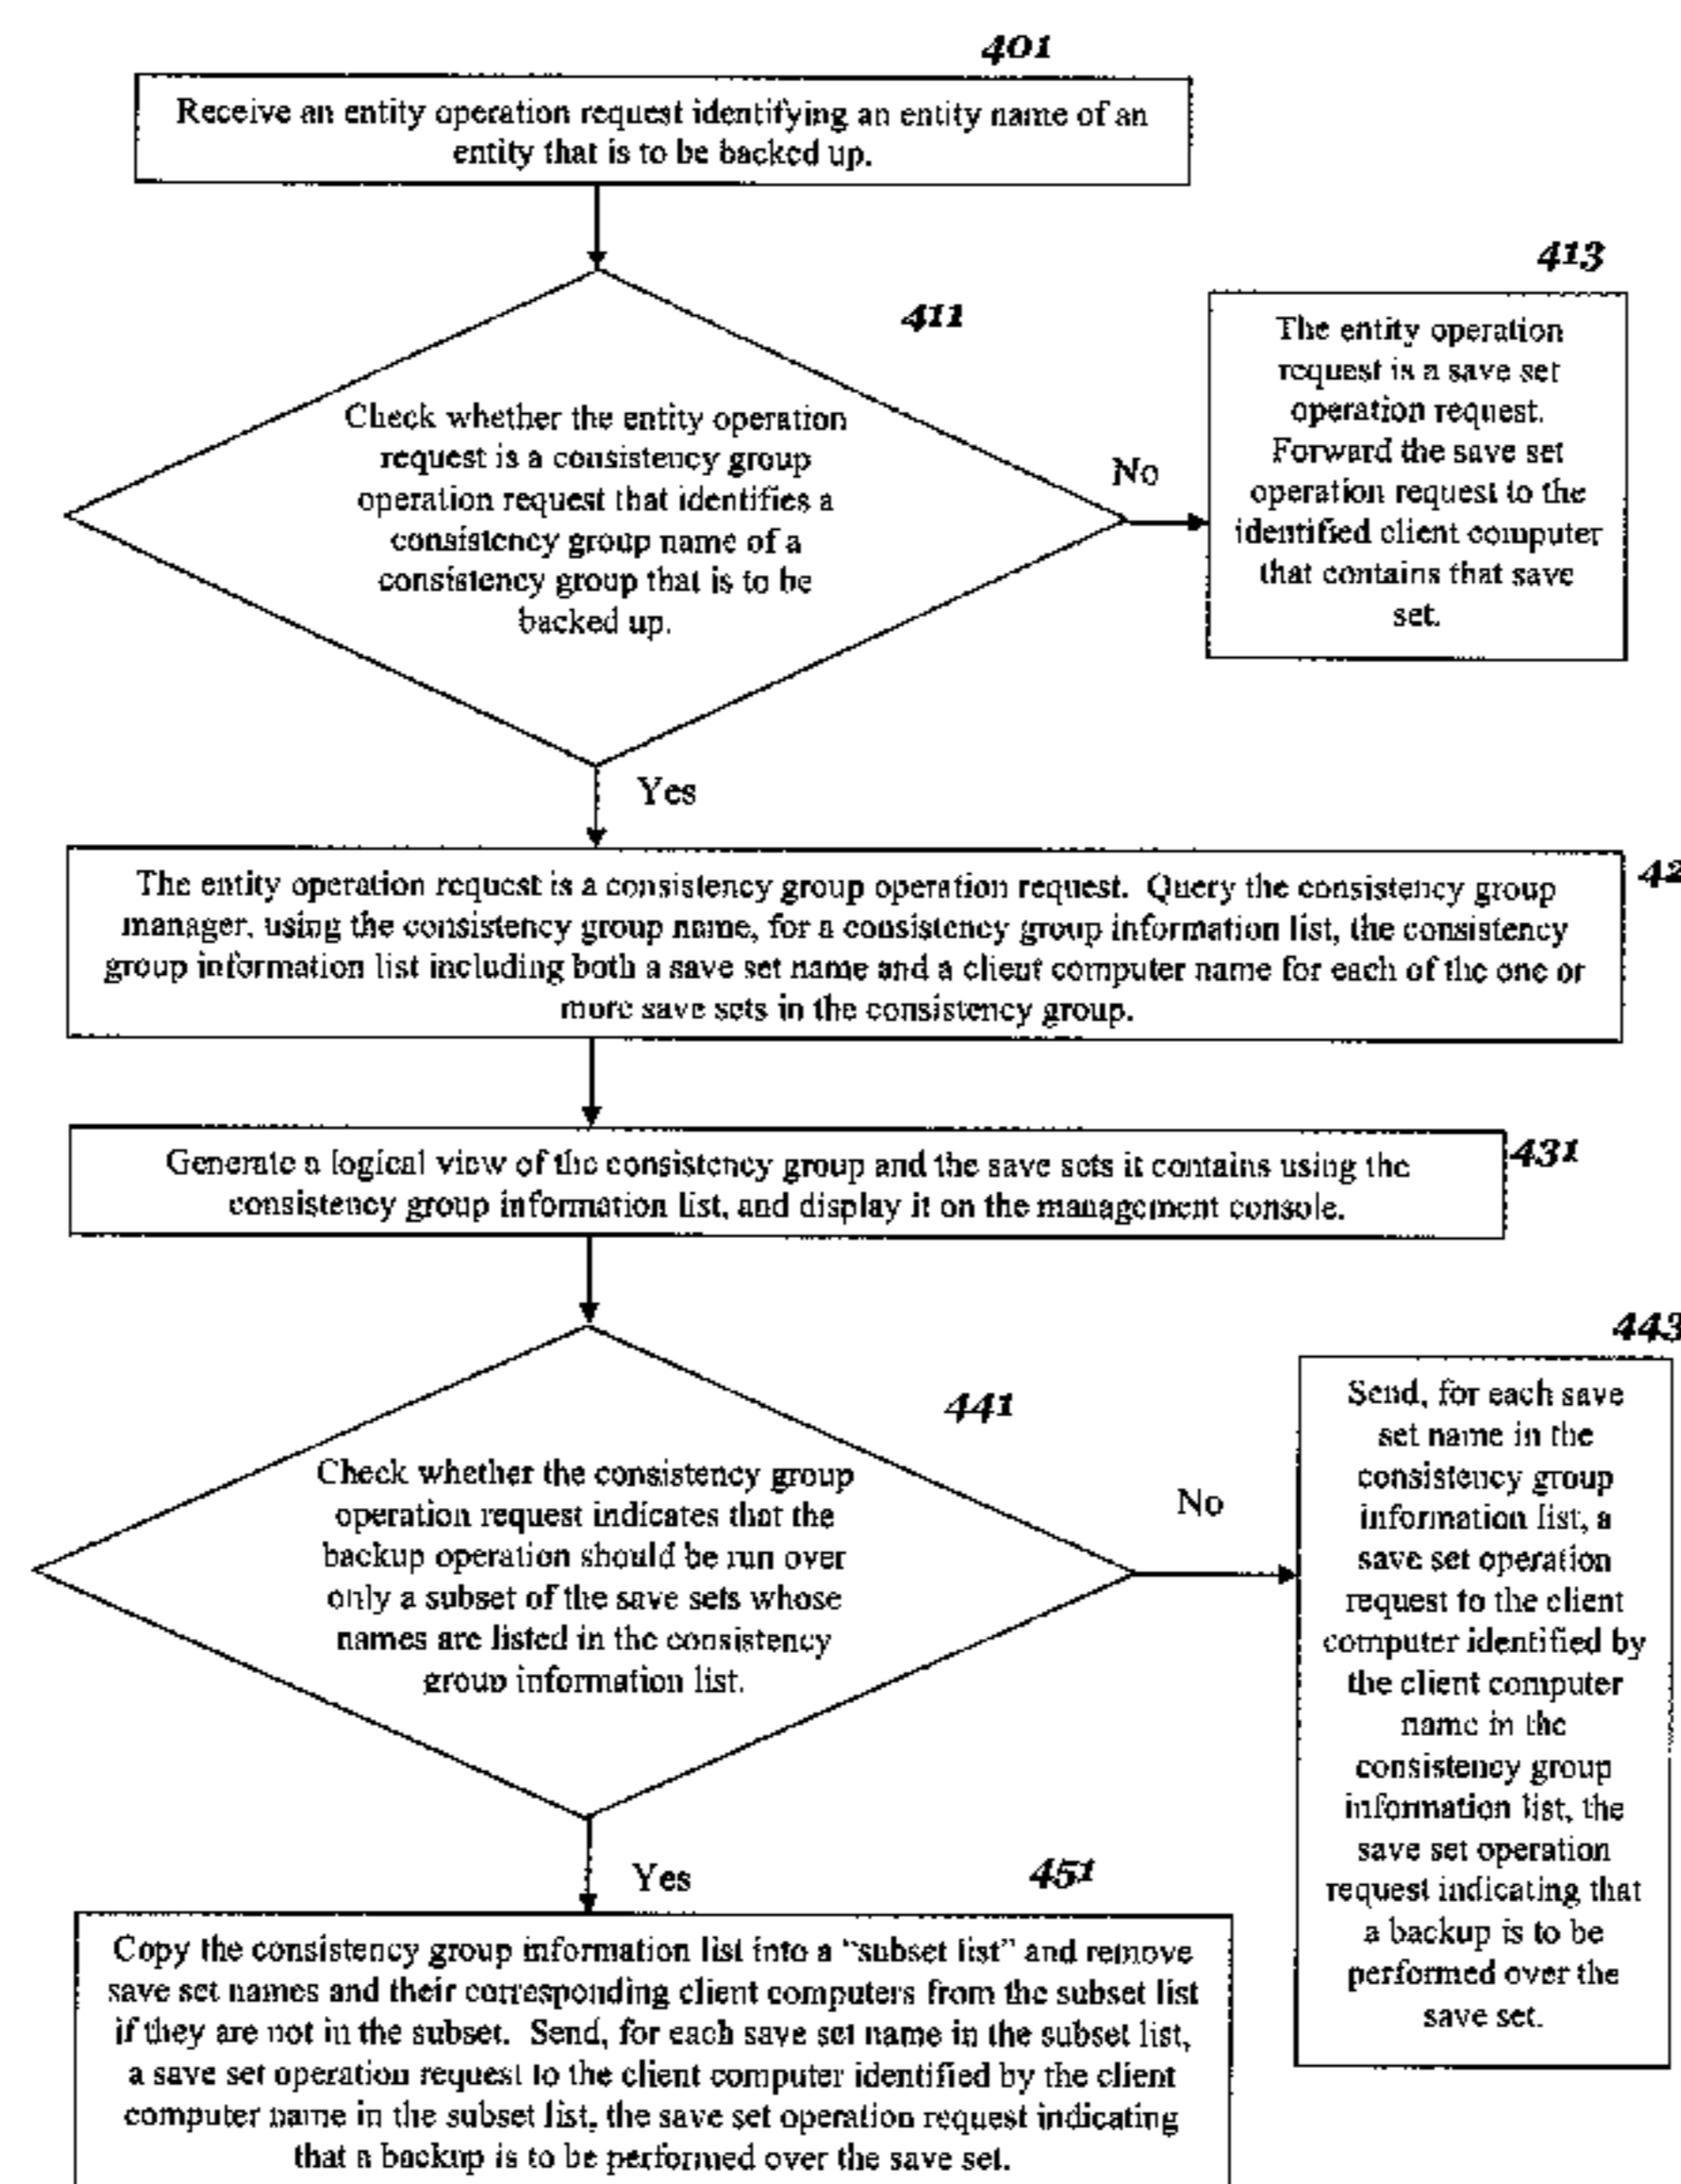 401
Receive an entity operation request identifying an entity name of an
entity that is to be backed up.
411
Check whether the entity operation
request is a consistency group
operation request that identifies a
consistency group name of a
consistency group that is to be
backed up.
No
413
The entity operation
request is a save set
operation request.
Forward the save set
operation request to the
identified client computer
that contains that save
set.
Yes
42
The entity operation request is a consistency group operation request. Query the consistency group
manager, using the consistency group name, for a consistency group information list, the consistency
group information list including both a save set name and a client computer name for each of the one or
more save sets in the consistency group.
431
Generate a logical view of the consistency group and the save sets it contains using the
consistency group information list, and display it on the management console.
441
Check whether the consistency group
operation request indicates that the
backup operation should be run over
only a subset of the save sets whose
names are listed in the consistency
group information list.
No
443
Send, for each save
set name in the
consistency group
information list, a
save set operation
request to the client
computer identified by
the client computer
name in the
consistency group
information list, the
save set operation
request indicating that
a backup is to be
performed over the
save set.
Yes
451
Copy the consistency group information list into a "subset list" and remove
save set names and their corresponding client computers from the subset list
if they are not in the subset. Send, for each save set name in the subset list,
a save set operation request to the client computer identified by the client
computer name in the subset list, the save set operation request indicating
that a backup is to be performed over the save set.